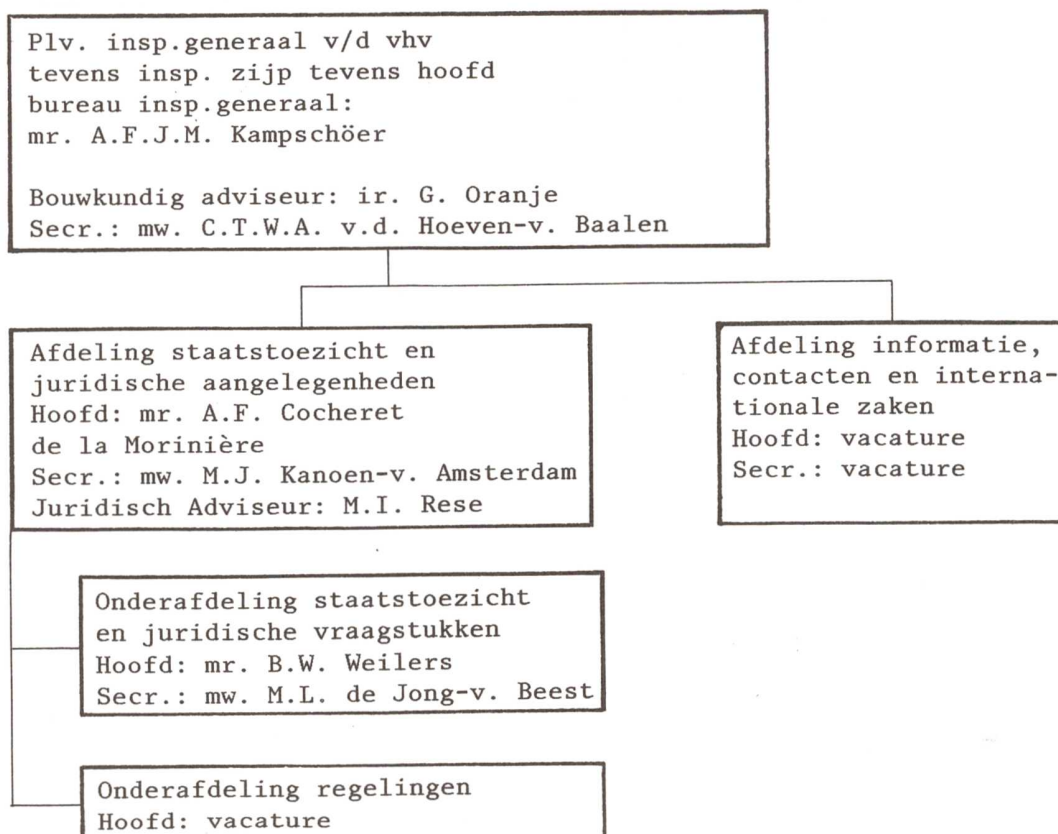 Plv. insp.generaal v/d vhv
tevens insp. zijp tevens hoofd
bureau insp.generaal:
mr. A.F.J.M. Kampschöer
Bouwkundig adviseur: ir. G. Oranje
Secr.: mw. C.T.W.A. v.d. Hoeven-v. Baalen
Afdeling staatstoezicht en
juridische aangelegenheden
Hoofd: mr. A.F. Cocheret
de la Morinière
Secr.: mw. M.J. Kanoen-v. Amsterdam
Juridisch Adviseur: M.I. Rese
Afdeling informatie,
contacten en interna-
tionale zaken
Hoofd: vacature
Secr.: vacature
Onderafdeling staatstoezicht
en juridische vraagstukken
Hoofd: mr. B.W. Weilers
Secr.: mw. M.L. de Jong-v. Beest
Onderafdeling regelingen
Hoofd: vacature